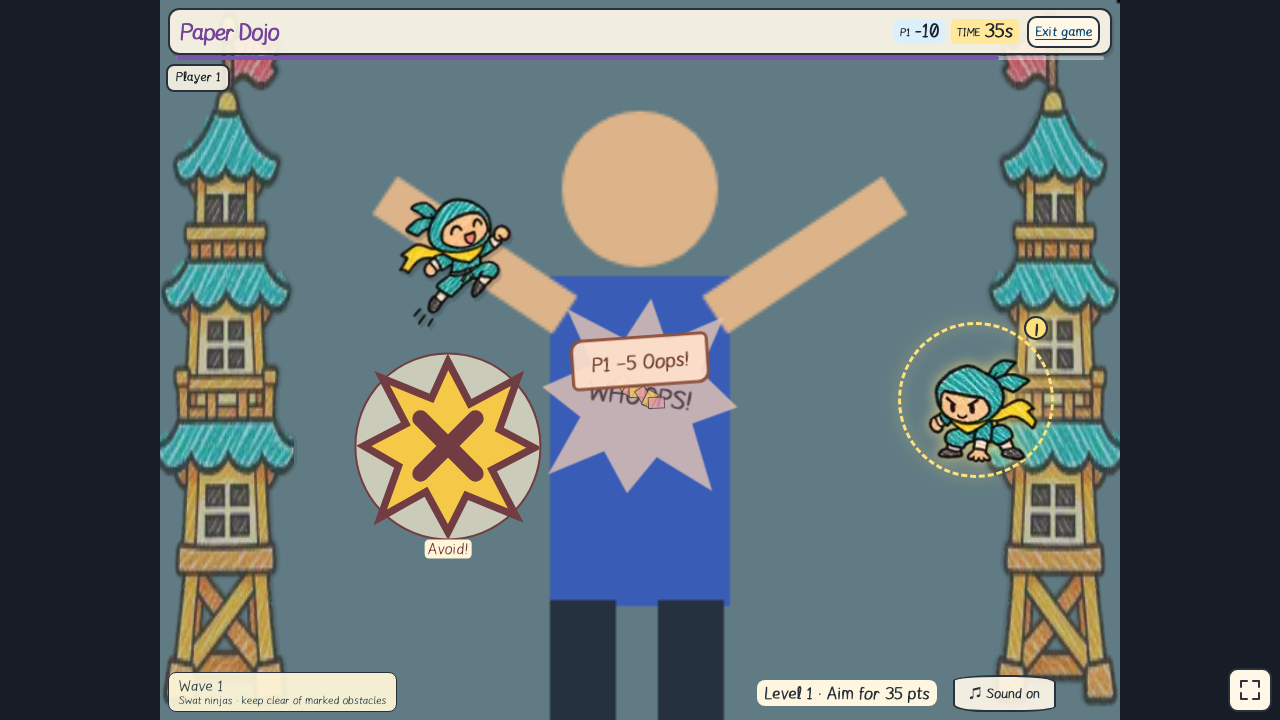 Paper Dojo
P1 -10
TIME 35s
Exit game
Player 1
1
P1 -5 Oops!
WHOOPS!
Avoid!
Wave 1
Swat ninjas · keep clear of marked obstacles
Level 1 · Aim for 35 pts
♫ Sound on